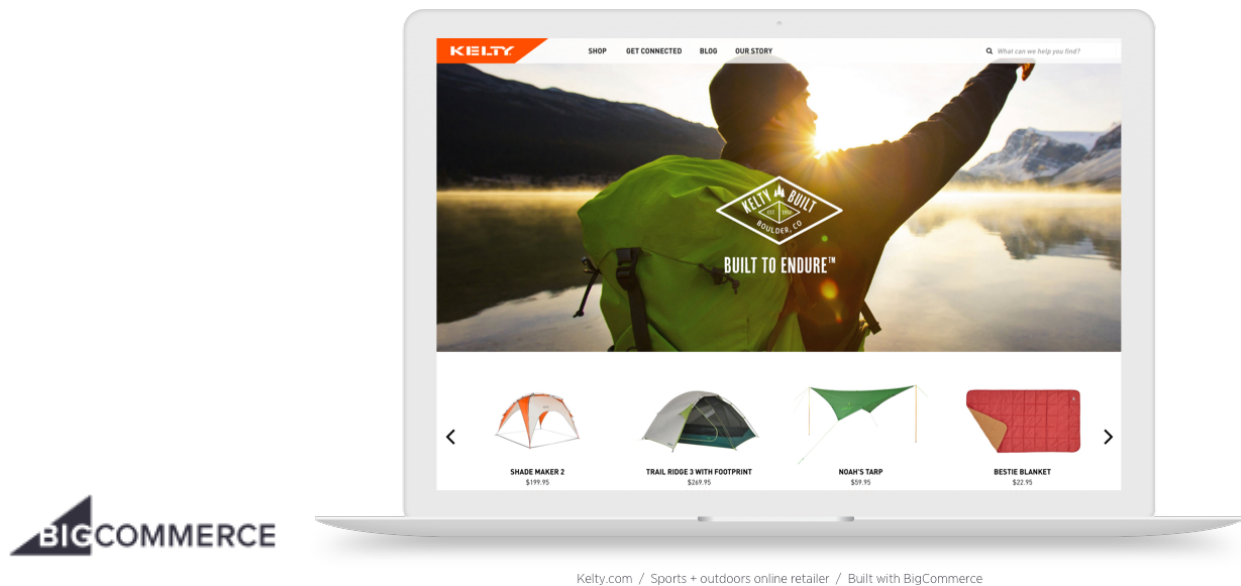 KELTY
SHOP GET CONNECTED BLOG OUR STORY
What can we help you find?
KELTY BUILT
BOULDER, CO
BUILT TO ENDURE™
SHADE MAKER 2
$199.95
TRAIL RIDGE 3 WITH FOOTPRINT
$269.95
NOAH'S TARP
$59.95
BESTIE BLANKET
$22.95
BIGCOMMERCE
Kelty.com / Sports + outdoors online retailer / Built with BigCommerce